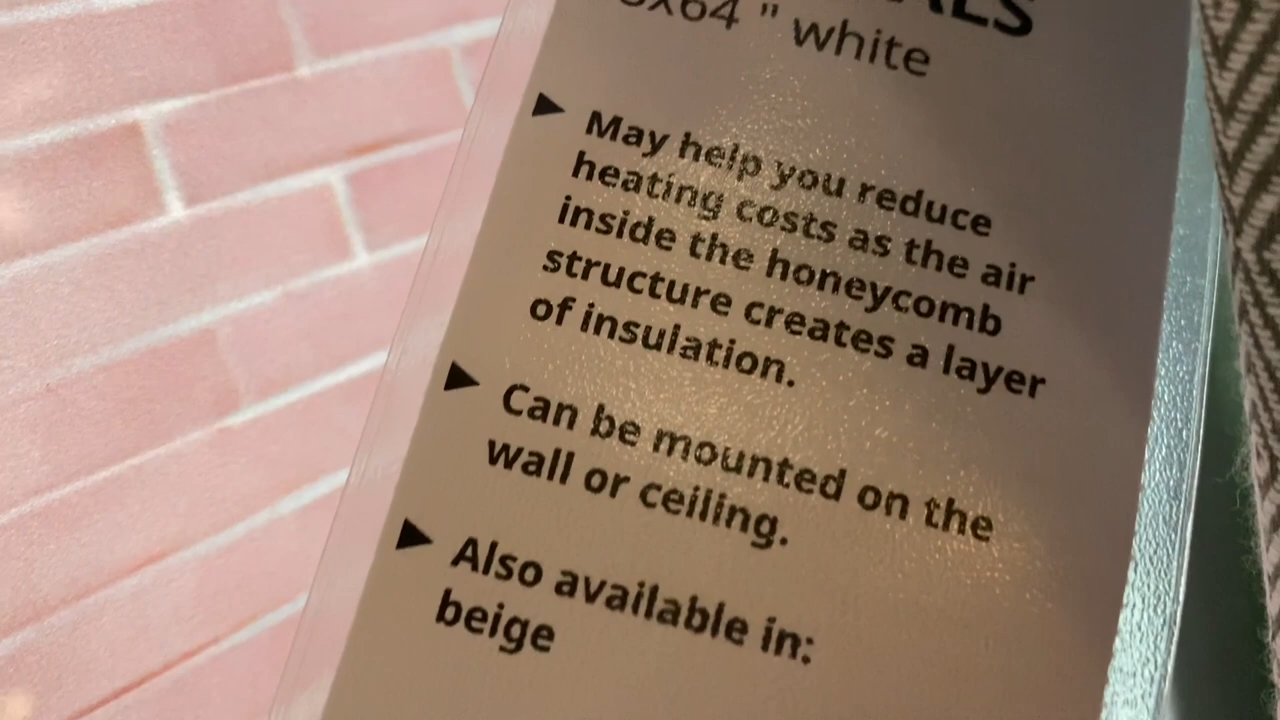 white
May help you reduce
heating costs as the air
inside the honeycomb
structure creates a layer
of insulation.
Can be mounted on the
wall or ceiling.
Also available in:
beige